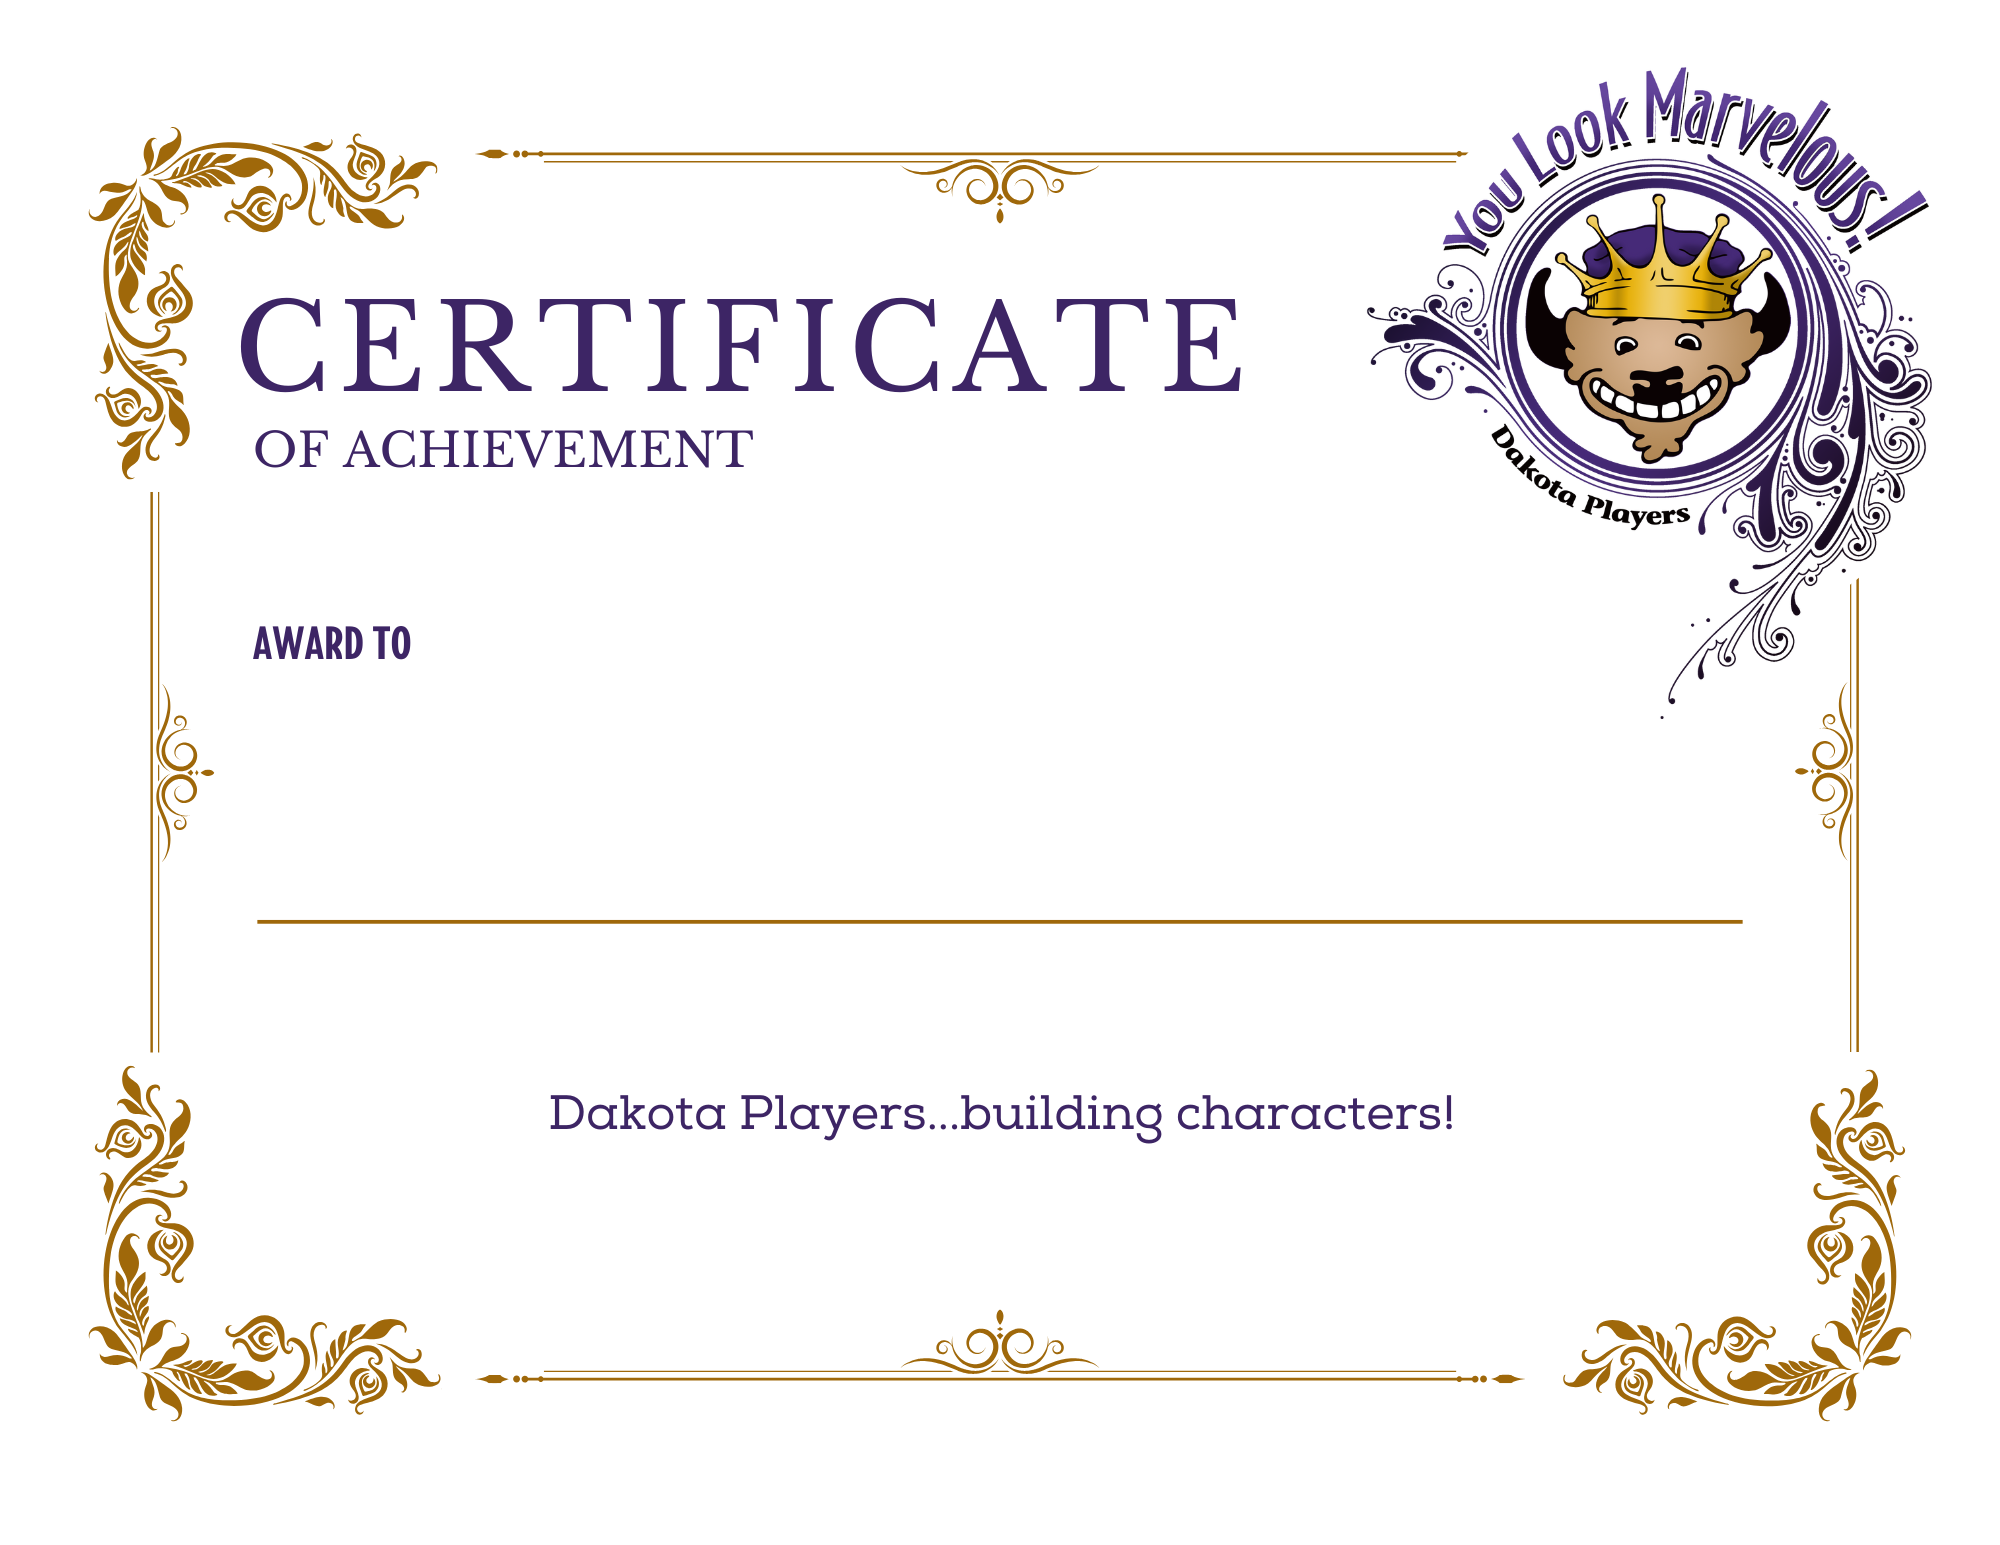 You Look Marvelous!
CERTIFICATE
OF ACHIEVEMENT
Dakota Players
AWARD TO
Dakota Players...building characters!